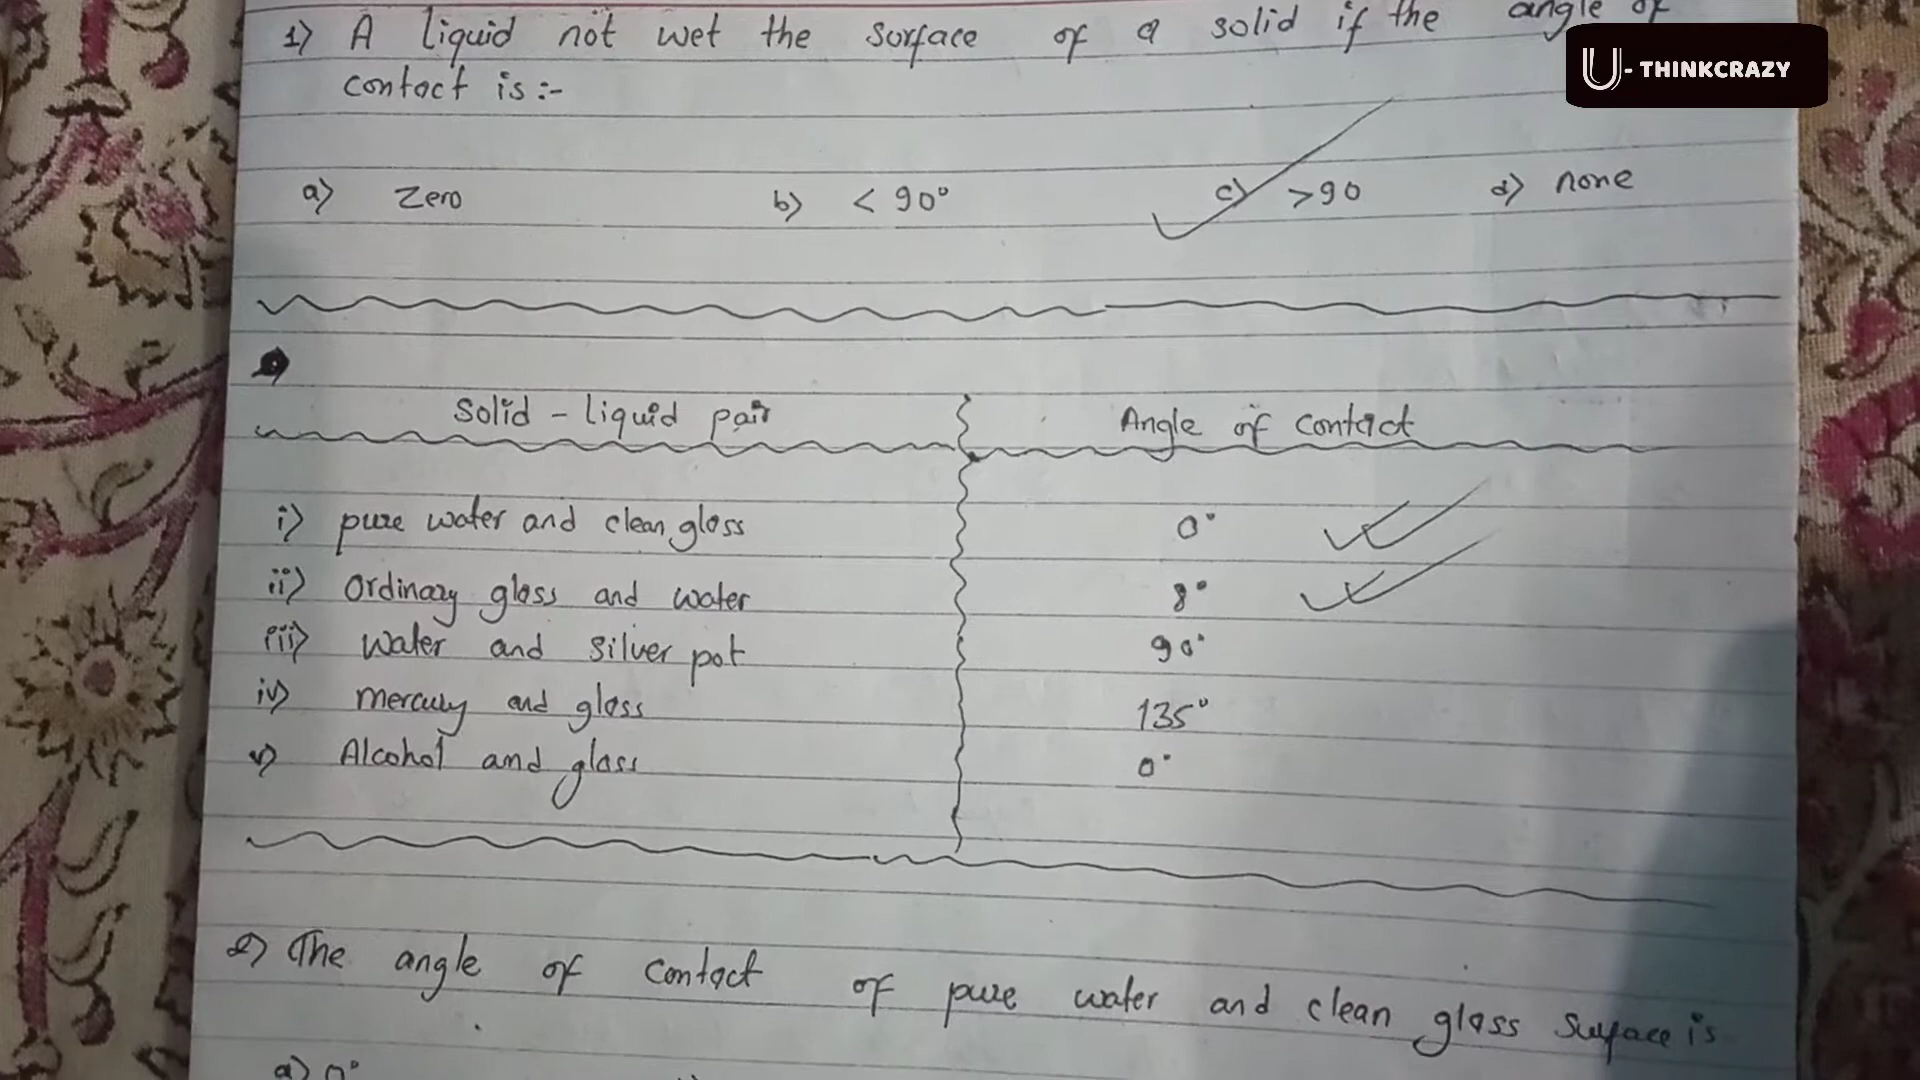 1) A liquid not wet the surface of a solid if the angle of
U - THINKCRAZY
contact is :-
a) Zero b) < 90° c) >90 d) none
Solid - liquid pair Angle of contact
i) pure water and clean glass 0°
ii) Ordinary glass and water 8°
iii) Water and silver pot 90°
iv) Mercury and glass 135°
v) Alcohol and glass 0°
2) The angle of contact of pure water and clean glass surface is
a) 0°